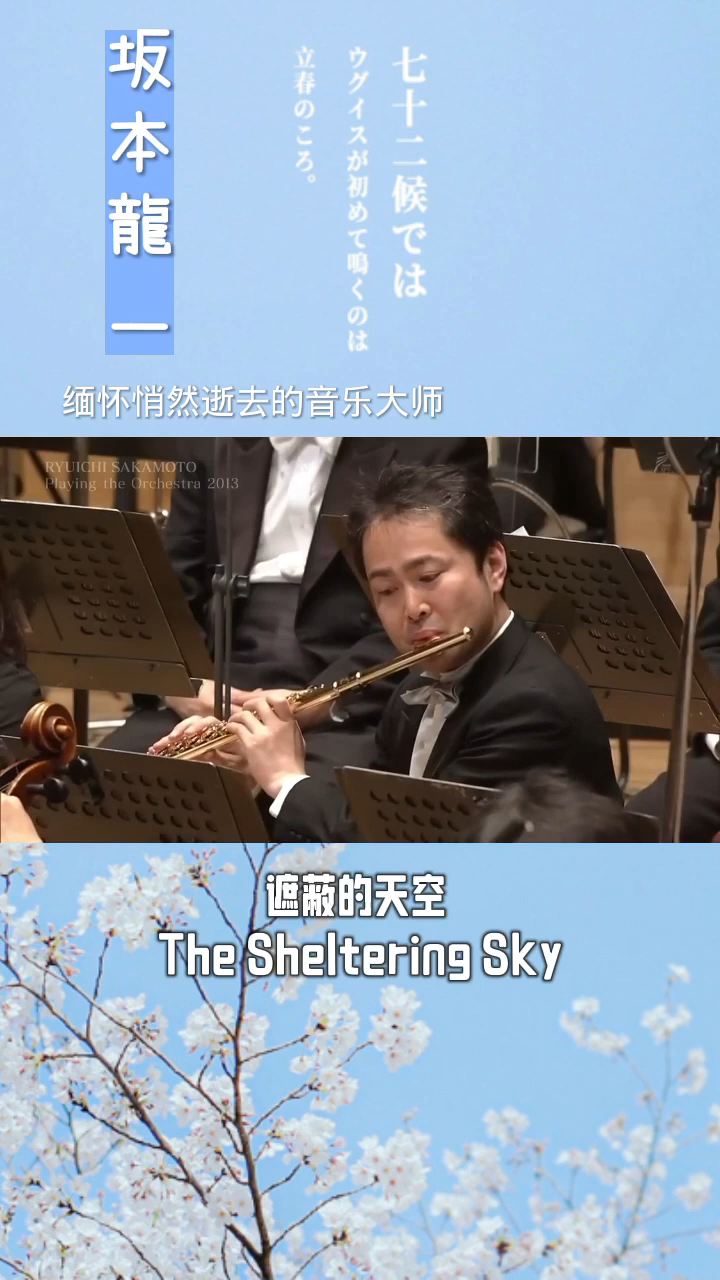 坂本龍一
七十二候では
ウグイスが初めて鳴くのは
立春のころ。
缅怀悄然逝去的音乐大师
RYUICHI SAKAMOTO
Playing the Orchestra 2013
遮蔽的天空
The Sheltering Sky